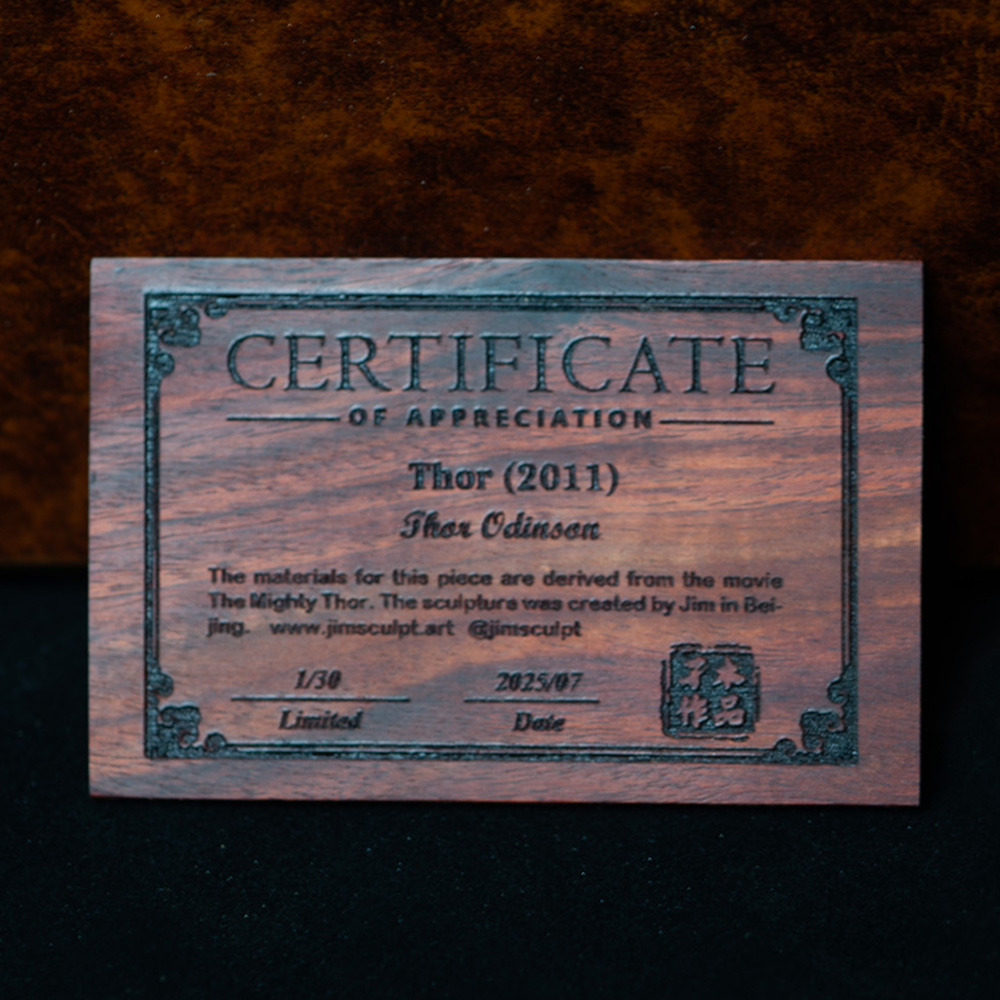 CERTIFICATE
OF APPRECIATION
Thor (2011)
Thor Odinson
The materials for this piece are derived from the movie
The Mighty Thor. The sculpture was created by Jim in Bei-
jing. www.jimsculpt.art @jimsculpt
1/30 2025/07
Limited Date
作品